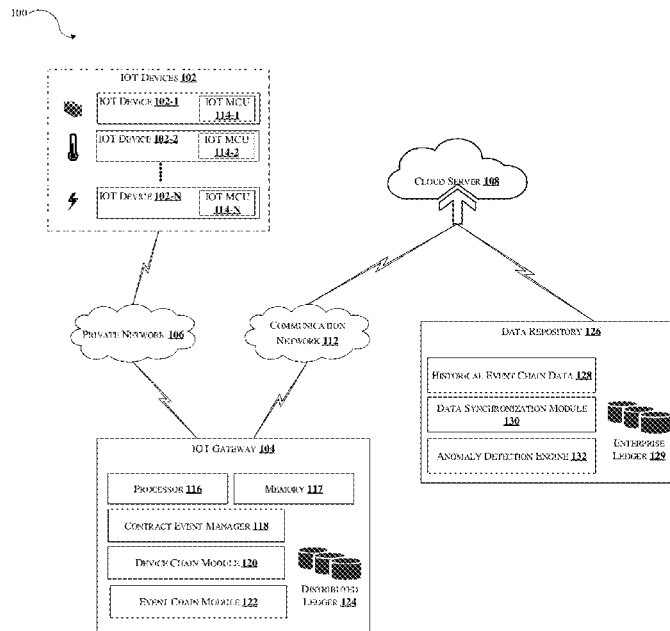 100
IOT DEVICES 102
IOT DEVICE 102-1
IOT MCU
114-1
IOT DEVICE 102-2
IOT MCU
114-2
IOT DEVICE 102-N
IOT MCU
114-N
CLOUD SERVER 108
PRIVATE NETWORK 106
COMMUNICATION
NETWORK 112
DATA REPOSITORY 126
HISTORICAL EVENT CHAIN DATA 128
DATA SYNCHRONIZATION MODULE
130
ANOMALY DETECTION ENGINE 132
ENTERPRISE
LEDGER 129
IOT GATEWAY 104
PROCESSOR 116
MEMORY 117
CONTRACT EVENT MANAGER 118
DEVICE CHAIN MODULE 120
EVENT CHAIN MODULE 122
DISTRIBUTED
LEDGER 124